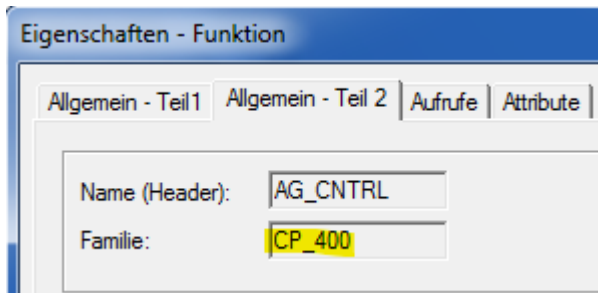 Eigenschaften - Funktion
Allgemein - Teil1 Allgemein - Teil 2 Aufrufe Attribute
Name (Header): AG_CNTRL
Familie: CP_400